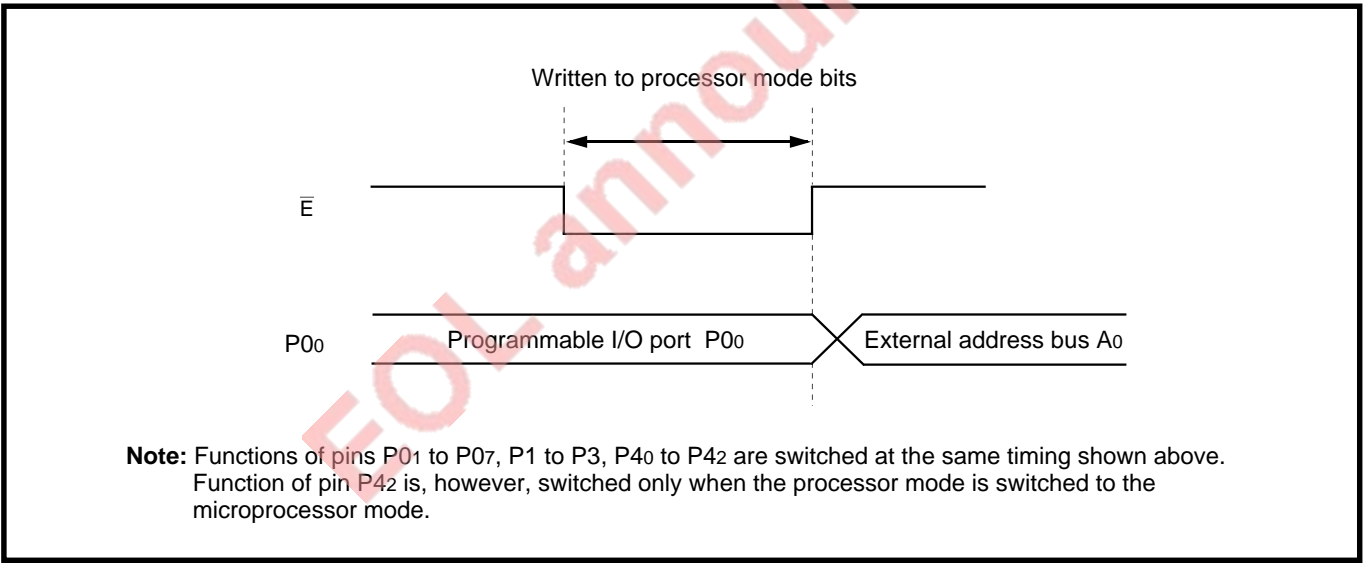 Written to processor mode bits
E̅
P00
Programmable I/O port P00
External address bus A0
Note: Functions of pins P01 to P07, P1 to P3, P40 to P42 are switched at the same timing shown above.
Function of pin P42 is, however, switched only when the processor mode is switched to the
microprocessor mode.
EOL announ